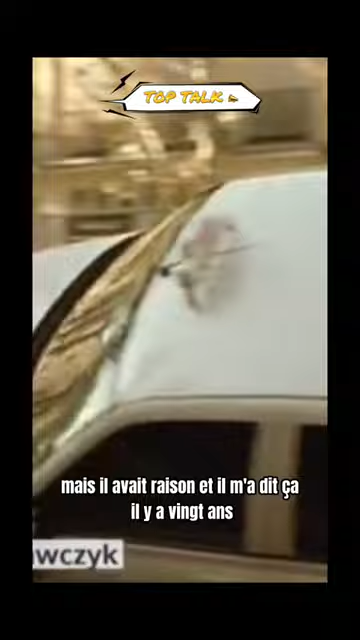 TOP TALK
mais il avait raison et il m'a dit ça
il y a vingt ans
wczyk